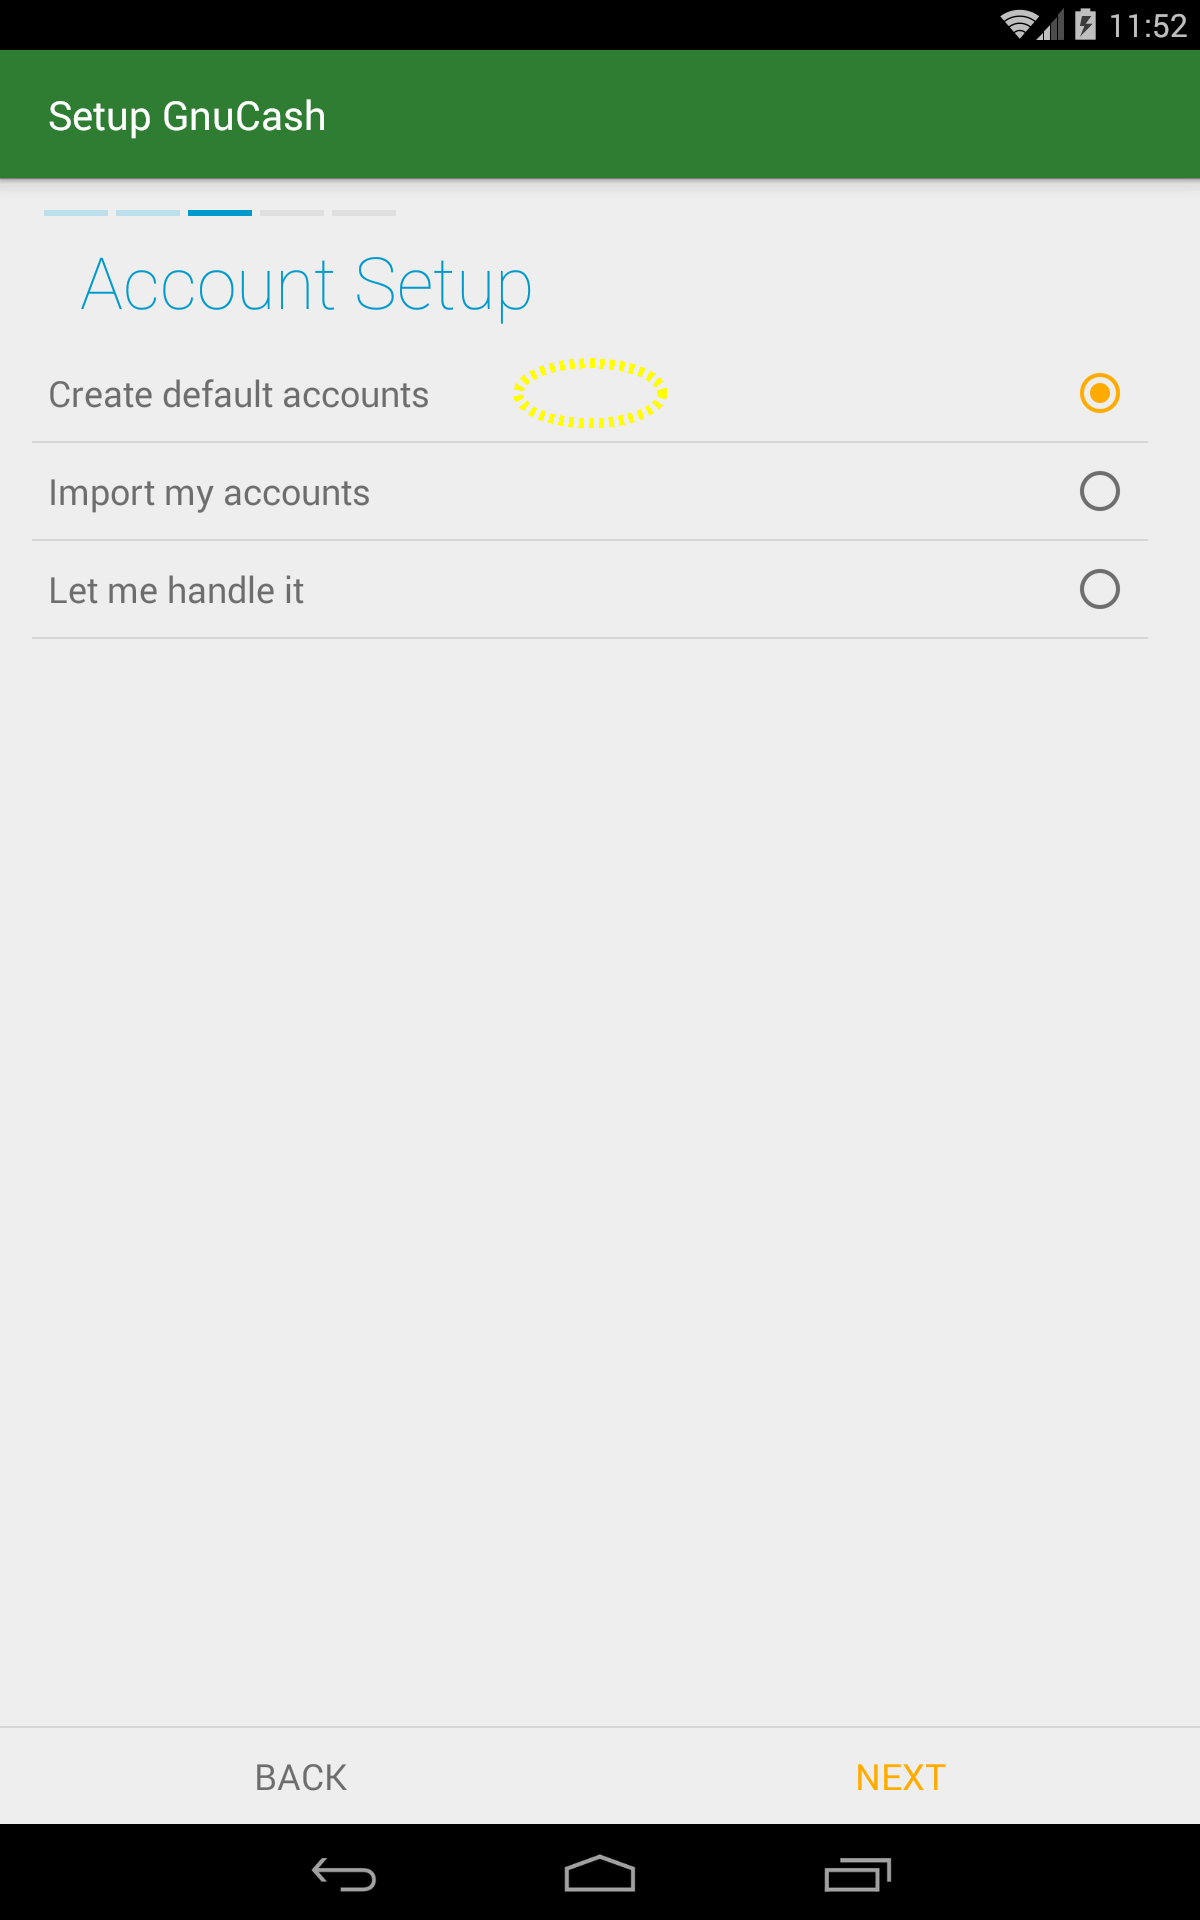 11:52
Setup GnuCash
Account Setup
Create default accounts
Import my accounts
Let me handle it
BACK NEXT